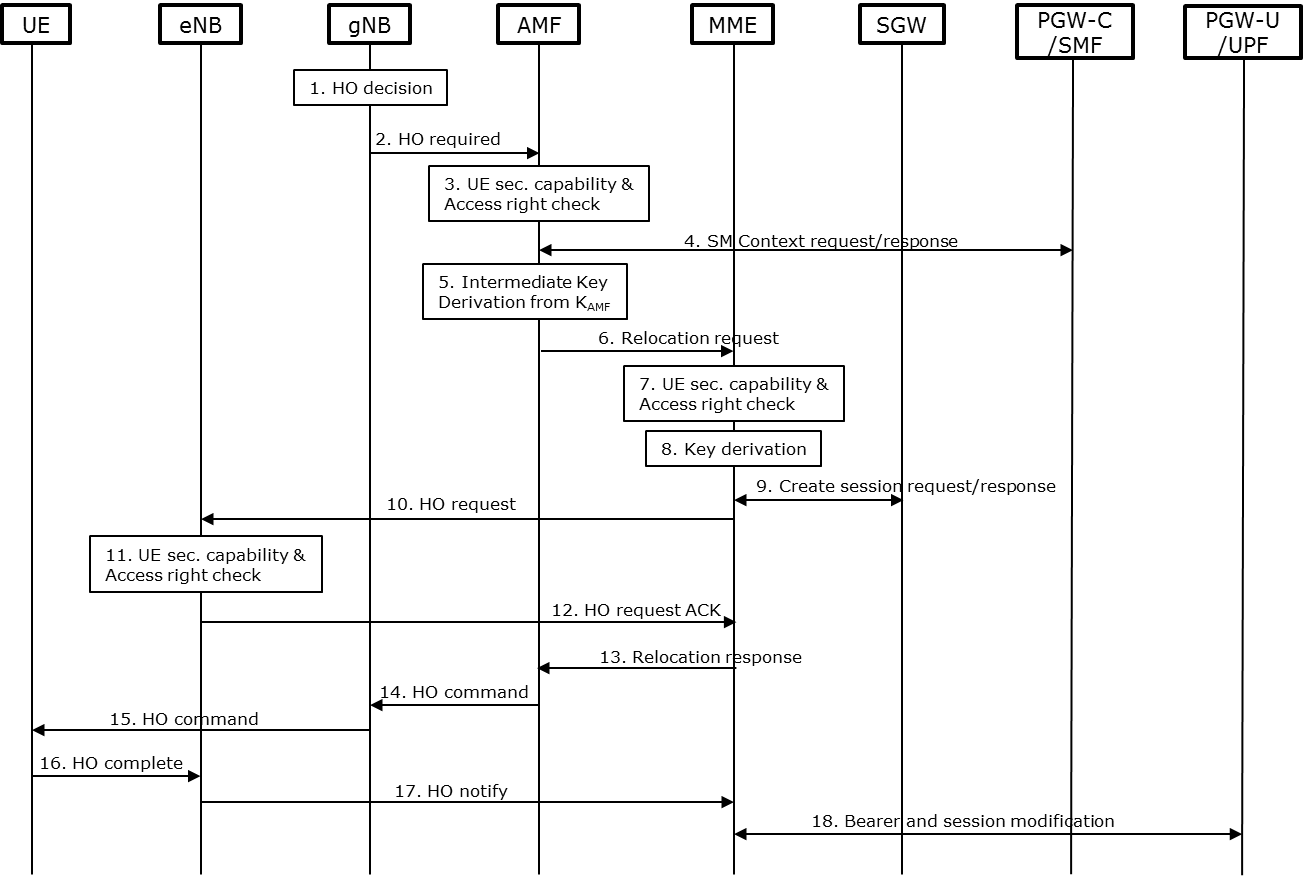 UE
eNB
gNB
AMF
MME
SGW
PGW-C
/SMF
PGW-U
/UPF
1. HO decision
2. HO required
3. UE sec. capability &
Access right check
4. SM Context request/response
5. Intermediate Key
Derivation from KAMF
6. Relocation request
7. UE sec. capability &
Access right check
8. Key derivation
9. Create session request/response
10. HO request
11. UE sec. capability &
Access right check
12. HO request ACK
13. Relocation response
14. HO command
15. HO command
16. HO complete
17. HO notify
18. Bearer and session modification